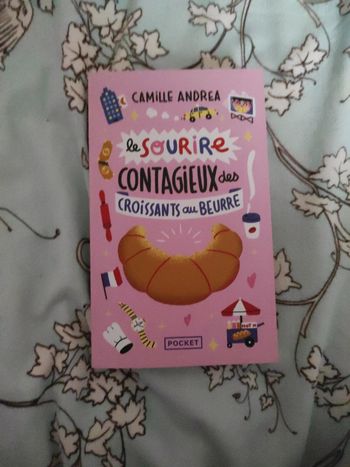 CAMILLE ANDREA
le SOURIRE
CONTAGIEUX des
CROISSANTS au BEURRE
POCKET